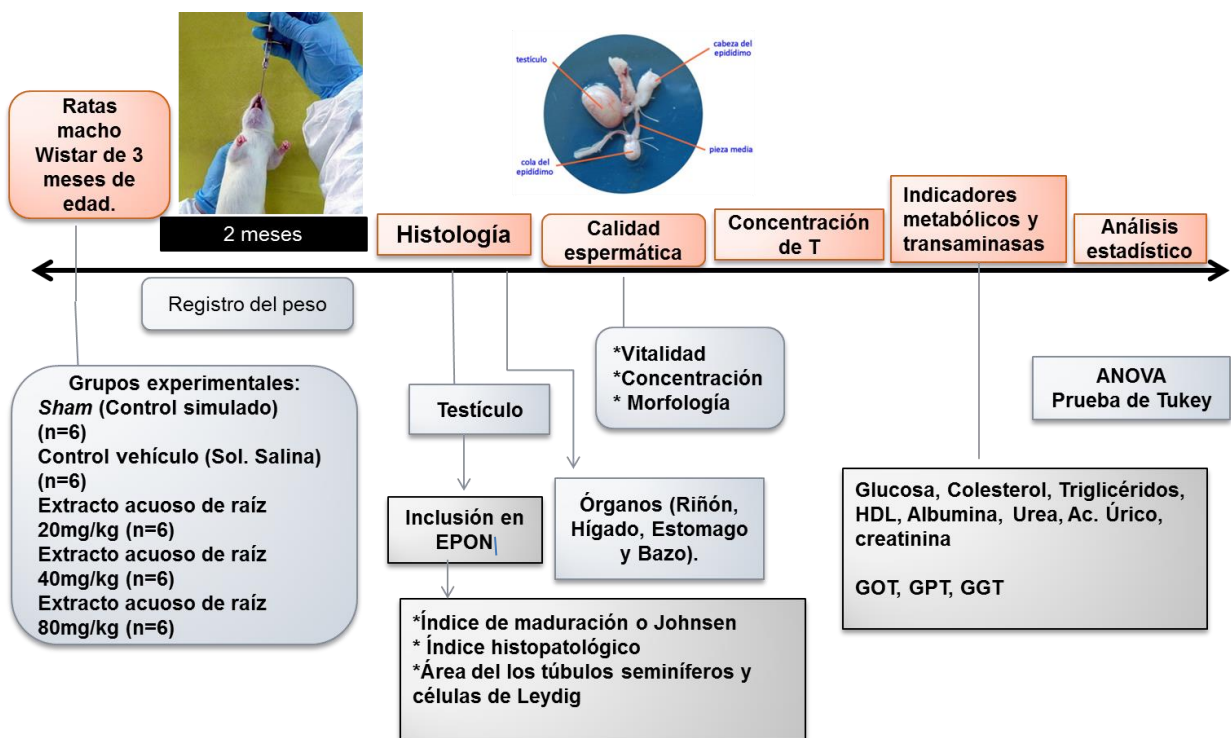 Ratas
macho
Wistar de 3
meses de
edad.
2 meses
testículo
cabeza del
epidídimo
cola del
epidídimo
pieza media
Histología
Calidad
espermática
Concentración
de T
Indicadores
metabólicos y
transaminasas
Análisis
estadístico
Registro del peso
Grupos experimentales:
Sham (Control simulado)
(n=6)
Control vehículo (Sol. Salina)
(n=6)
Extracto acuoso de raíz
20mg/kg (n=6)
Extracto acuoso de raíz
40mg/kg (n=6)
Extracto acuoso de raíz
80mg/kg (n=6)
Testículo
Inclusión en
EPON
*Índice de maduración o Johnsen
* Índice histopatológico
*Área del los túbulos seminíferos y
células de Leydig
Órganos (Riñón,
Hígado, Estomago
y Bazo).
*Vitalidad
*Concentración
* Morfología
Glucosa, Colesterol, Triglicéridos,
HDL, Albumina, Urea, Ac. Úrico,
creatinina
GOT, GPT, GGT
ANOVA
Prueba de Tukey